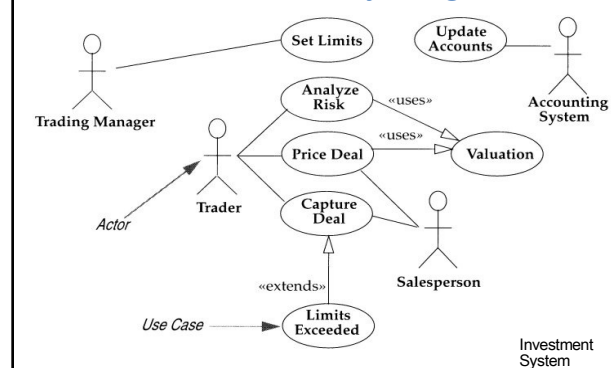 Set Limits
Update
Accounts
Trading Manager
Analyze
Risk
«uses»
Accounting
System
«uses»
Price Deal
Valuation
Trader
Actor
Capture
Deal
Salesperson
«extends»
Use Case
Limits
Exceeded
Investment
System